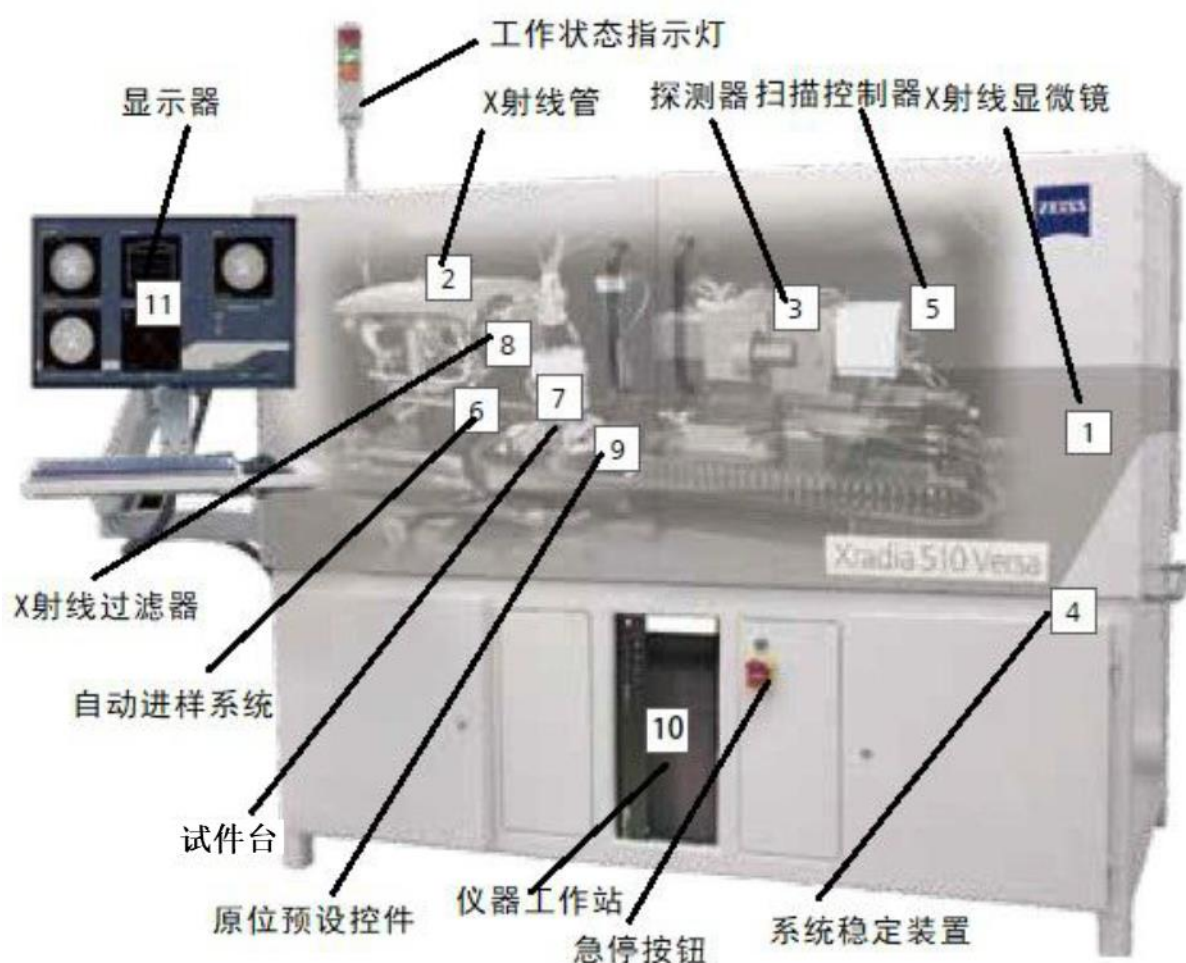 工作状态指示灯
显示器
X射线管
探测器
扫描控制器
X射线显微镜
ZEISS
2
3
5
11
8
6
7
9
1
Xradia 510 Versa
4
X射线过滤器
自动进样系统
10
试件台
原位预设控件
仪器工作站
急停按钮
系统稳定装置